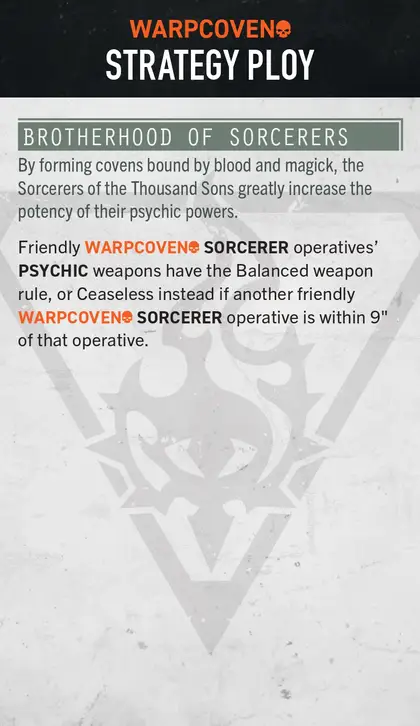 WARPCOVEN
STRATEGY PLOY
BROTHERHOOD OF SORCERERS
By forming covens bound by blood and magick, the
Sorcerers of the Thousand Sons greatly increase the
potency of their psychic powers.
Friendly WARPCOVEN SORCERER operatives’
PSYCHIC weapons have the Balanced weapon
rule, or Ceaseless instead if another friendly
WARPCOVEN SORCERER operative is within 9"
of that operative.